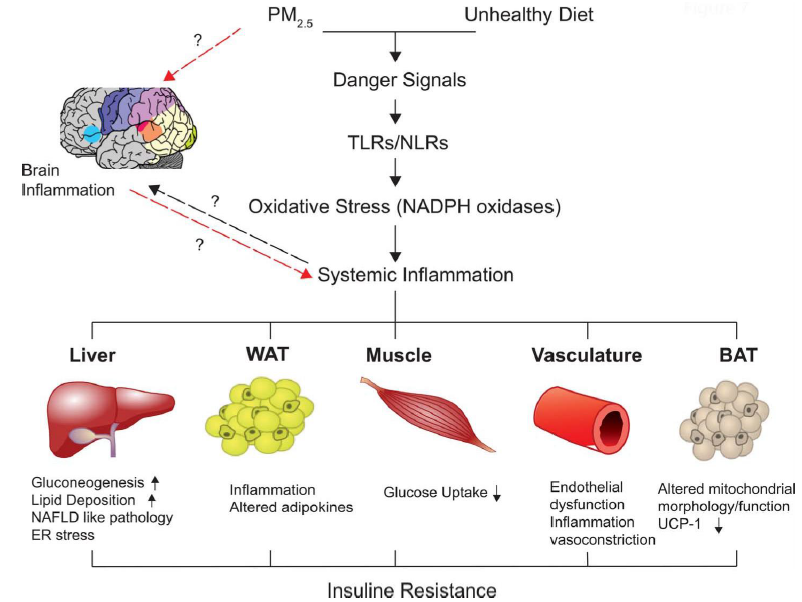 PM2.5
Unhealthy Diet
?
Danger Signals
TLRs/NLRs
Brain
Inflammation
?
Oxidative Stress (NADPH oxidases)
?
Systemic Inflammation
Liver
WAT
Muscle
Vasculature
BAT
Gluconeogenesis
Lipid Deposition
NAFLD like pathology
ER stress
Inflammation
Altered adipokines
Glucose Uptake
Endothelial
dysfunction
Inflammation
vasoconstriction
Altered mitochondrial
morphology/function
UCP-1
Insuline Resistance